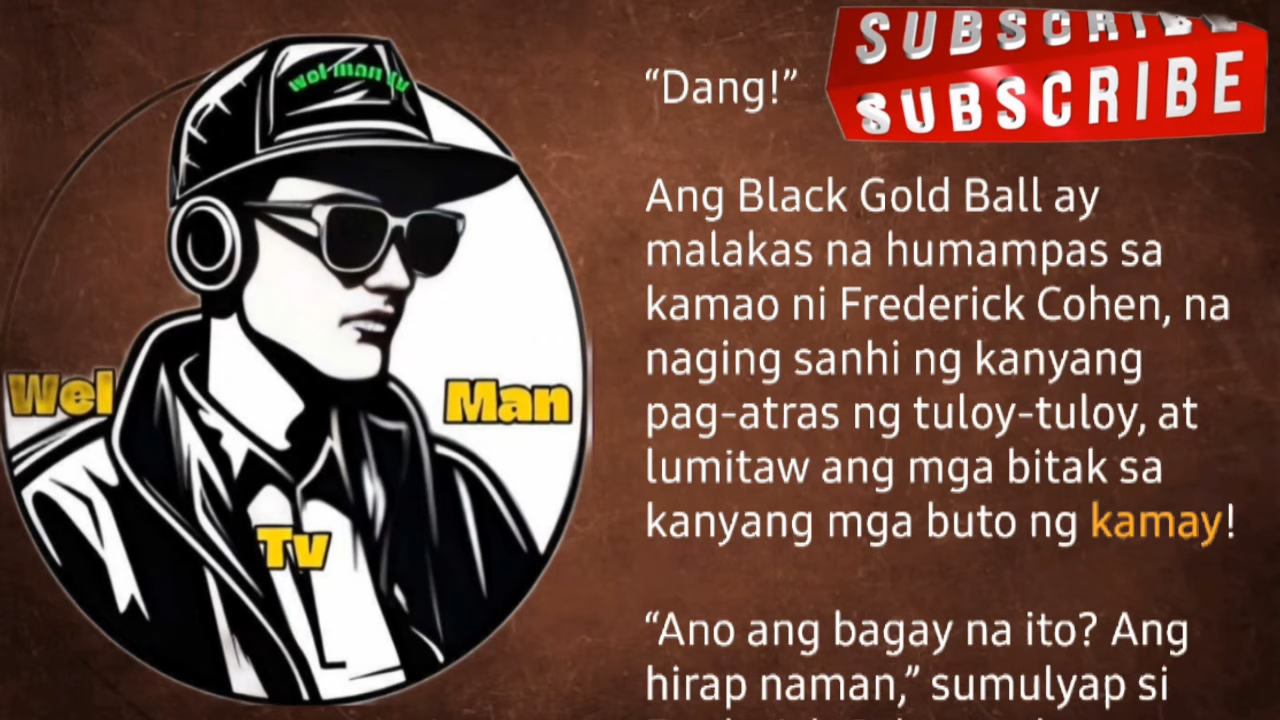 wel man tv
Wel
Man
Tv
SUBSCRIBE
SUBSCRIBE
“Dang!”
Ang Black Gold Ball ay
malakas na humampas sa
kamao ni Frederick Cohen, na
naging sanhi ng kanyang
pag-atras ng tuloy-tuloy, at
lumitaw ang mga bitak sa
kanyang mga buto ng kamay!
“Ano ang bagay na ito? Ang
hirap naman,” sumulyap si